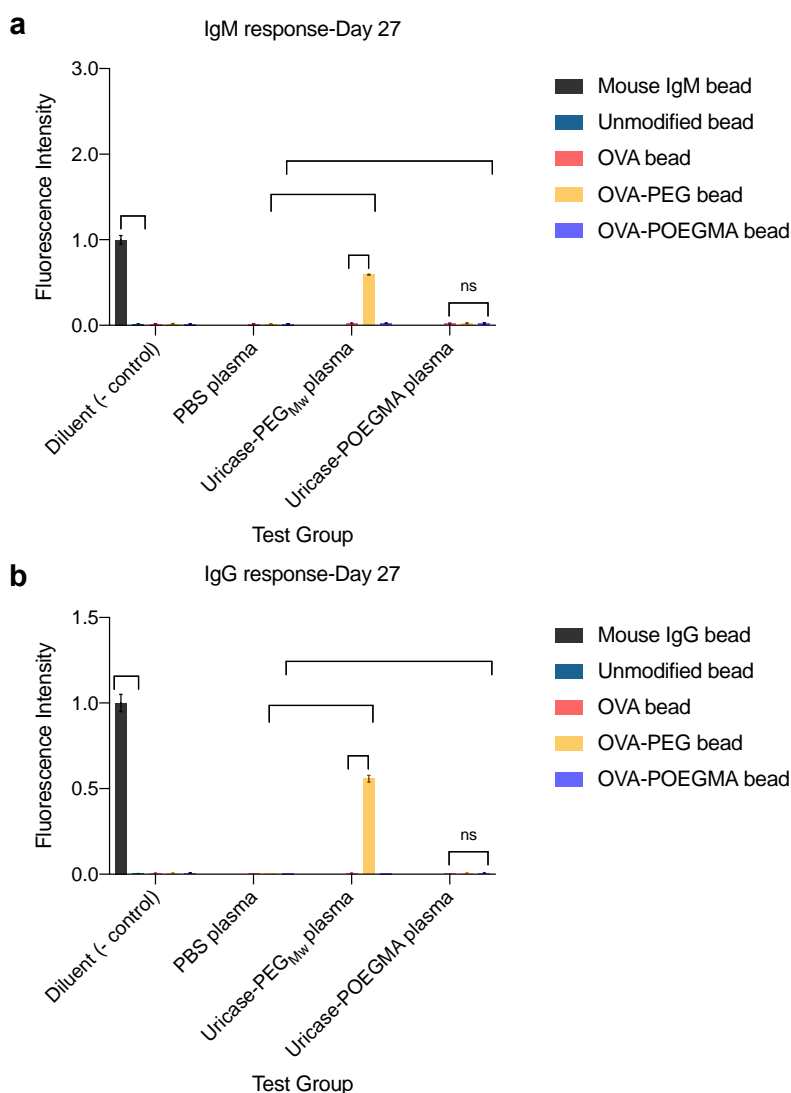 a
IgM response-Day 27
Fluorescence Intensity
3.0
2.0
1.0
0.0
ns
Diluent (- control)
PBS plasma
Uricase-PEGMw plasma
Uricase-POEGMA plasma
Test Group
Mouse IgM bead
Unmodified bead
OVA bead
OVA-PEG bead
OVA-POEGMA bead
b
IgG response-Day 27
Fluorescence Intensity
1.5
1.0
0.5
0.0
ns
Diluent (- control)
PBS plasma
Uricase-PEGMw plasma
Uricase-POEGMA plasma
Test Group
Mouse IgG bead
Unmodified bead
OVA bead
OVA-PEG bead
OVA-POEGMA bead